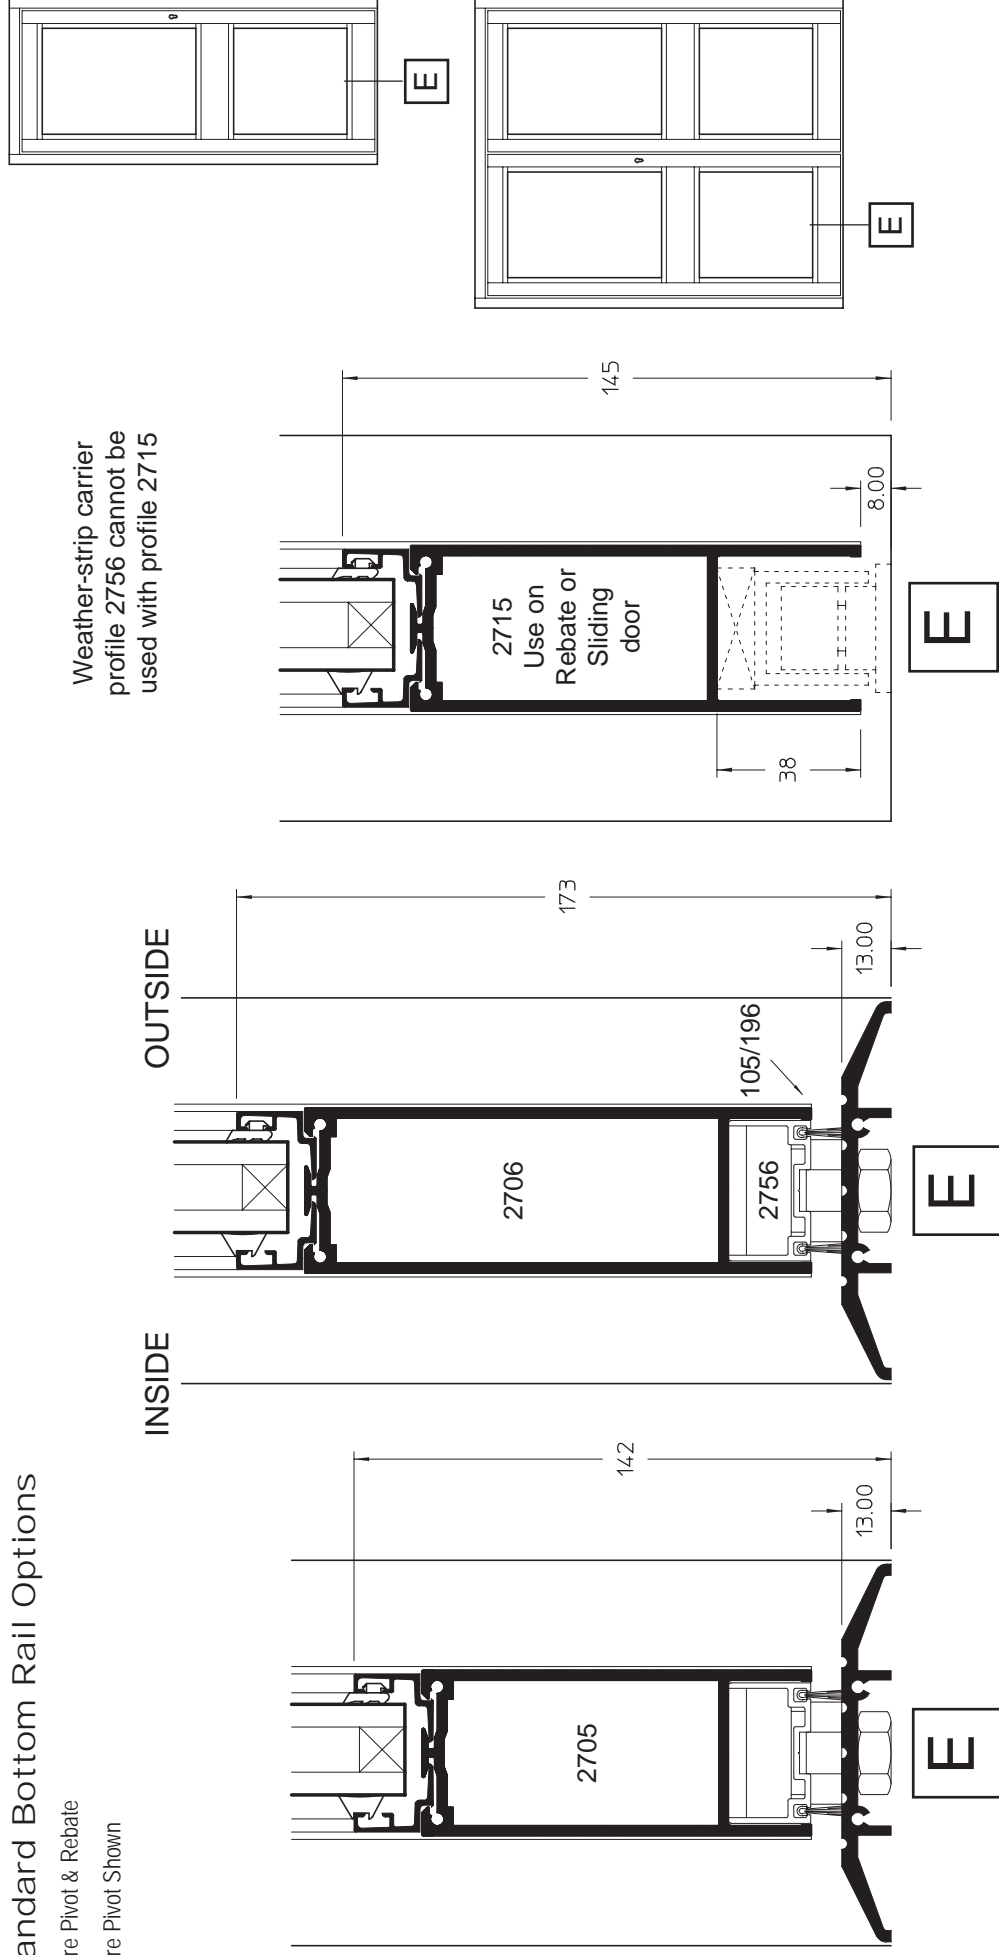 andard Bottom Rail Options
re Pivot & Rebate
re Pivot Shown
INSIDE
OUTSIDE
Weather-strip carrier
profile 2756 cannot be
used with profile 2715
2705
142
13.00
E
2706
2756
105/196
173
13.00
E
2715
Use on
Rebate or
Sliding
door
38
145
8.00
E
E
E